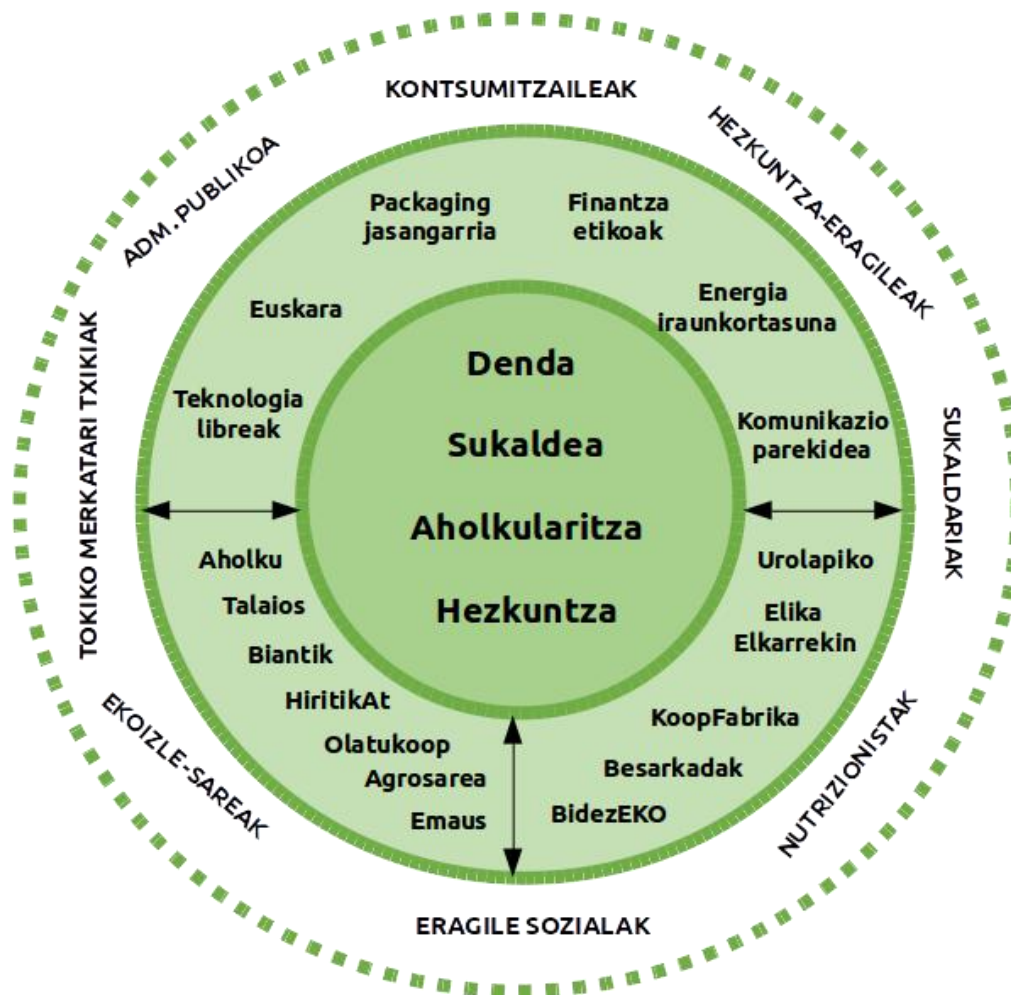 KONTSUMITZAILEAK
HEZKUNTZA-ERAGILEAK
ADM. PUBLIKOA
Packaging
jasangarria
Finantza
etikoak
Euskara
Energia
iraunkortasuna
TOKIKO MERKATARI TXIKIAK
Teknologia
libreak
Denda
Sukaldea
Aholkularitza
Hezkuntza
Komunikazio
parekidea
SUKALDARIAK
Aholku
Talaios
Biantik
HiritikAt
Olatukoop
Agrosarea
Emaus
Urolapiko
Elika
Elkarrekin
KoopFabrika
Besarkadak
BidezEKO
EKOIZLE-SAREAK
NUTRIZIONISTAK
ERAGILE SOZIALAK